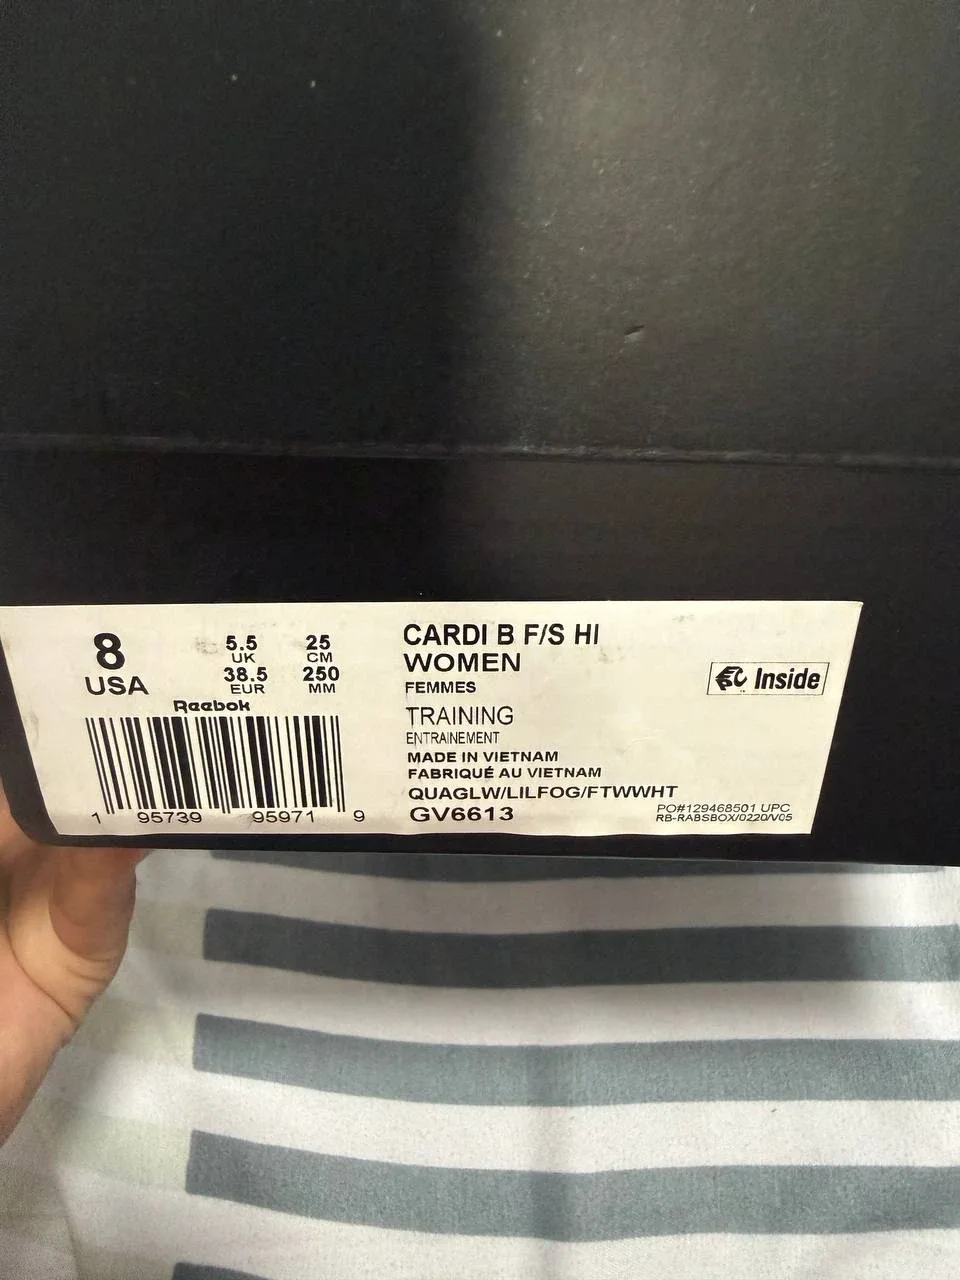 8
USA
5.5
UK
38.5
EUR
25
CM
250
MM
Reebok
1 95739 95971 9
CARDI B F/S HI
WOMEN
FEMMES
TRAINING
ENTRAINEMENT
MADE IN VIETNAM
FABRIQUÉ AU VIETNAM
QUAGLW/LILFOG/FTWWHT
GV6613
Inside
PO#129468501 UPC
RB-RABSBOX/0220/V05